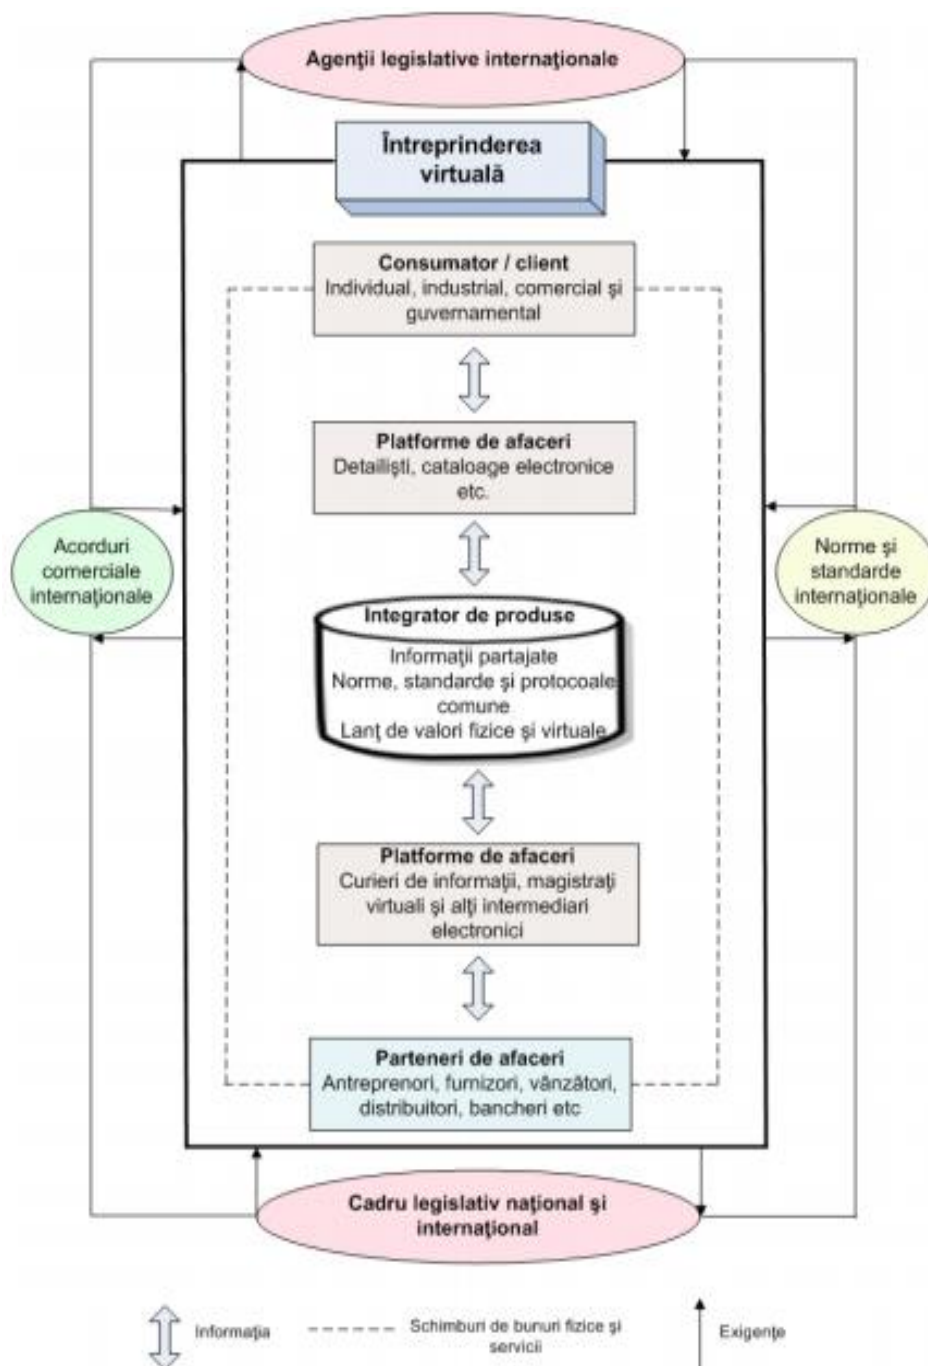 Agenţii legislative internaţionale
Întreprinderea
virtuală
Consumator / client
Individual, industrial, comercial şi
guvernamental
Platforme de afaceri
Detailişti, cataloage electronice
etc.
Acorduri
comerciale
internaţionale
Norme şi
standarde
internaţionale
Integrator de produse
Informaţii partajate
Norme, standarde şi protocoale
comune
Lanţ de valori fizice şi virtuale
Platforme de afaceri
Curieri de informaţii, magistraţi
virtuali şi alţi intermediari
electronici
Parteneri de afaceri
Antreprenori, furnizori, vânzători,
distribuitori, bancheri etc
Cadru legislativ naţional şi
internaţional
Informaţia
Schimburi de bunuri fizice şi
servicii
Exigenţe